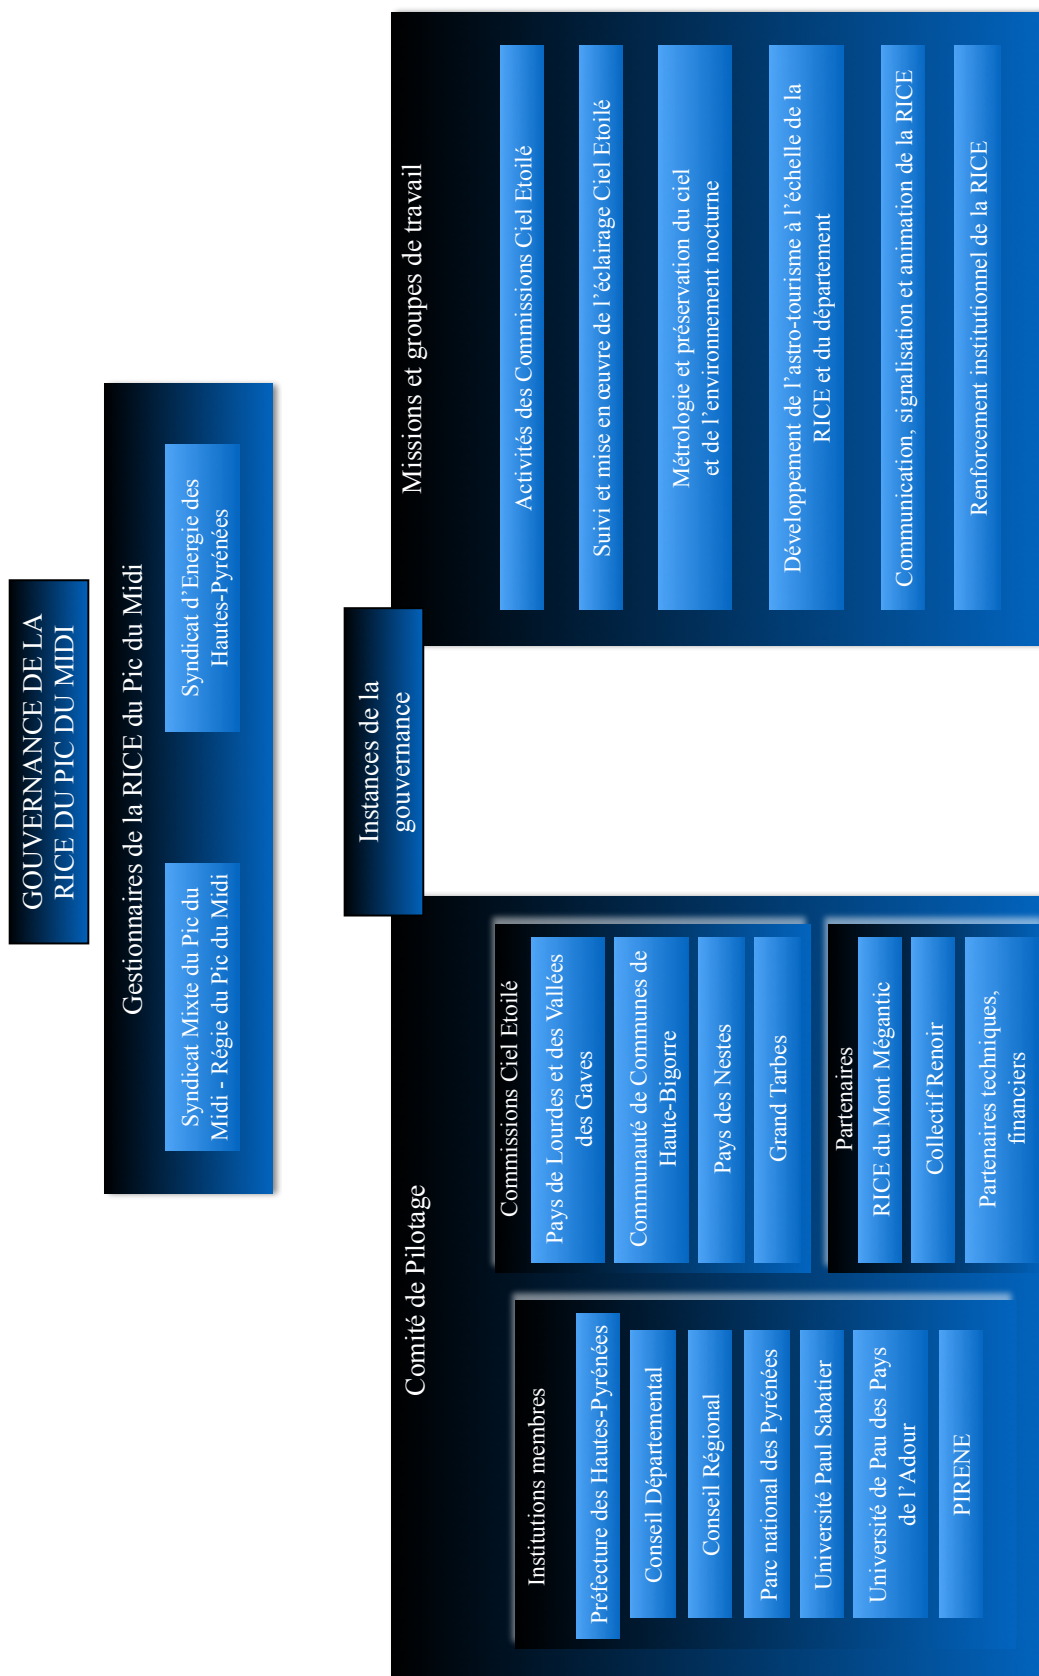 GOUVERNANCE DE LA
RICE DU PIC DU MIDI
Gestionnaires de la RICE du Pic du Midi
Syndicat Mixte du Pic du
Midi - Régie du Pic du Midi
Syndicat d’Energie des
Hautes-Pyrénées
Instances de la
gouvernance
Comité de Pilotage
Institutions membres
Préfecture des Hautes-Pyrénées
Conseil Départemental
Conseil Régional
Parc national des Pyrénées
Université Paul Sabatier
Université de Pau des Pays
de l’Adour
PIRENE
Commissions Ciel Etoilé
Pays de Lourdes et des Vallées
des Gaves
Communauté de Communes de
Haute-Bigorre
Pays des Nestes
Grand Tarbes
Partenaires
RICE du Mont Mégantic
Collectif Renoir
Partenaires techniques,
financiers
Missions et groupes de travail
Activités des Commissions Ciel Etoilé
Suivi et mise en œuvre de l’éclairage Ciel Etoilé
Métrologie et préservation du ciel
et de l’environnement nocturne
Développement de l’astro-tourisme à l’échelle de la
RICE et du département
Communication, signalisation et animation de la RICE
Renforcement institutionnel de la RICE